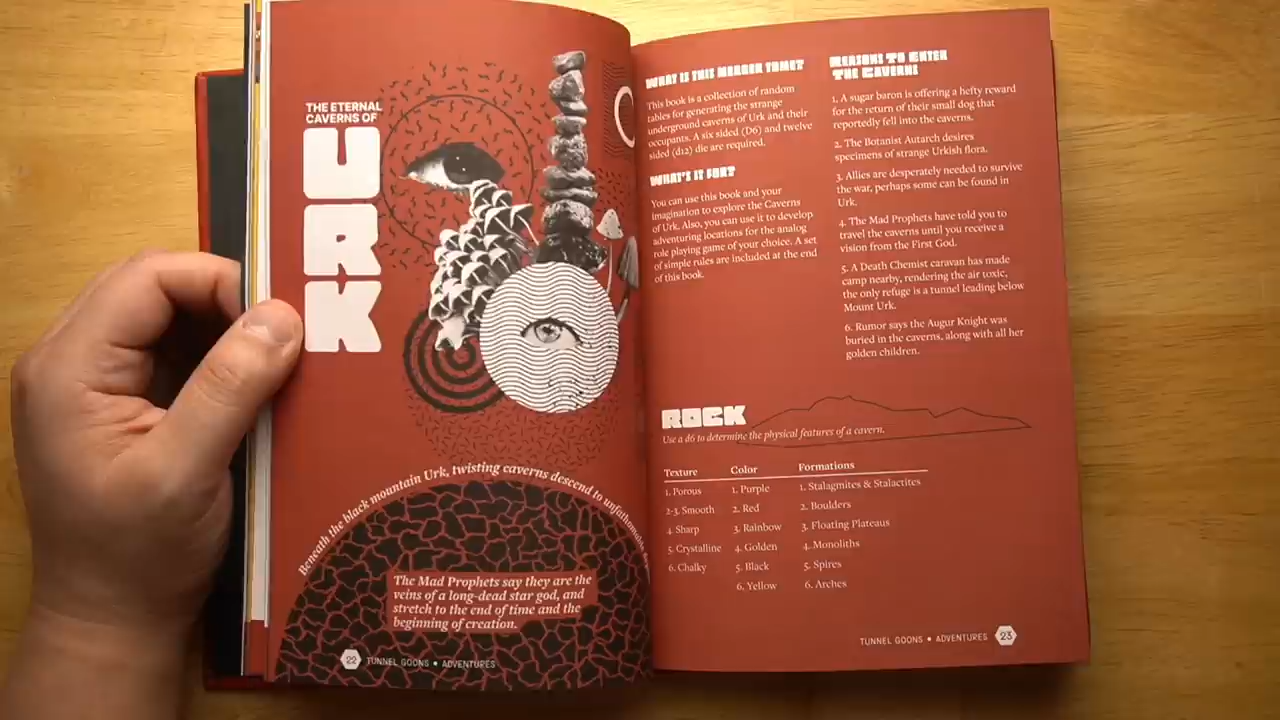 THE ETERNAL
CAVERNS OF
URK
Beneath the black mountain Urk, twisting caverns descend to unfathomable
The Mad Prophets say they are the
veins of a long-dead star god, and
stretch to the end of time and the
beginning of creation.
22 TUNNEL GOONS • ADVENTURES
WHAT IS THIS MEAGER TOME?
This book is a collection of random
tables for generating the strange
underground caverns of Urk and their
occupants. A six sided (D6) and twelve
sided (d12) die are required.
WHAT'S IT FOR?
You can use this book and your
imagination to explore the Caverns
of Urk. Also, you can use it to develop
adventuring locations for the analog
role playing game of your choice. A set
of simple rules are included at the end
of this book.
REASONS TO ENTER
THE CAVERNS
1. A sugar baron is offering a hefty reward
for the return of their small dog that
reportedly fell into the caverns.
2. The Botanist Autarch desires
specimens of strange Urkish flora.
3. Allies are desperately needed to survive
the war, perhaps some can be found in
Urk.
4. The Mad Prophets have told you to
travel the caverns until you receive a
vision from the First God.
5. A Death Chemist caravan has made
camp nearby, rendering the air toxic,
the only refuge is a tunnel leading below
Mount Urk.
6. Rumor says the Augur Knight was
buried in the caverns, along with all her
golden children.
ROCK
Use a d6 to determine the physical features of a cavern.
Texture Color Formations
1. Porous 1. Purple 1. Stalagmites & Stalactites
2-3. Smooth 2. Red 2. Boulders
4. Sharp 3. Rainbow 3. Floating Plateaus
5. Crystalline 4. Golden 4. Monoliths
6. Chalky 5. Black 5. Spires
6. Yellow 6. Arches
TUNNEL GOONS • ADVENTURES 23